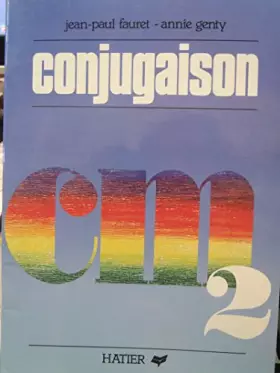 jean-paul fauret - annie genty
conjugaison
cm
2
HATIER